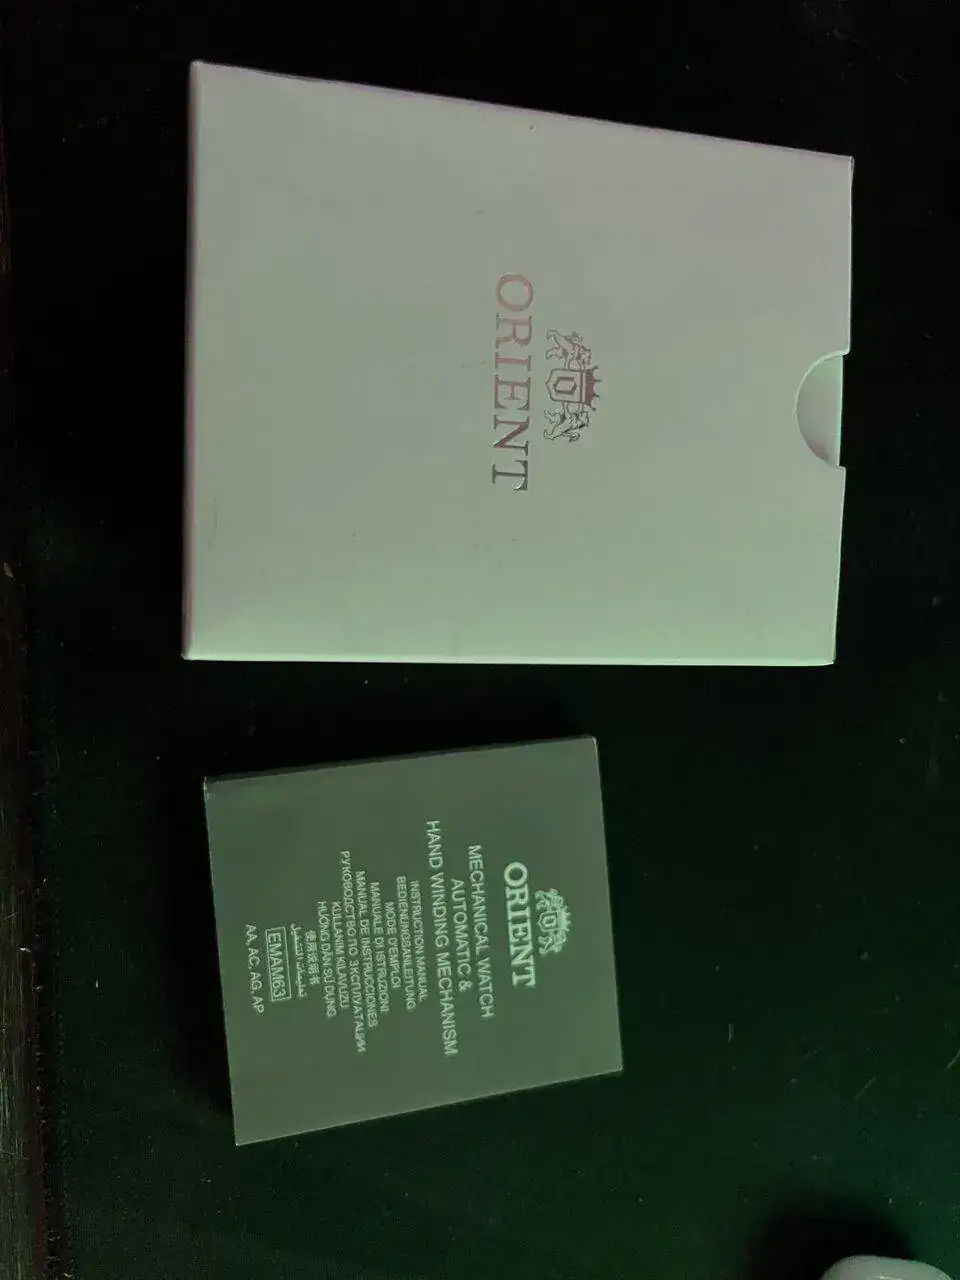 ORIENT
ORIENT
MECHANICAL WATCH
AUTOMATIC &
HAND WINDING MECHANISM
INSTRUCTION MANUAL
BEDIENUNGSANLEITUNG
MODE D'EMPLOI
MANUALE DI ISTRUZIONI
MANUAL DE INSTRUCCIONES
РУКОВОДСТВО ПО ЭКСПЛУАТАЦИИ
KULLANIM KILAVUZU
HƯỚNG DẪN SỬ DỤNG
使用说明书
تعليمات التشغيل
EMAM63
AA, AC, AG, AP